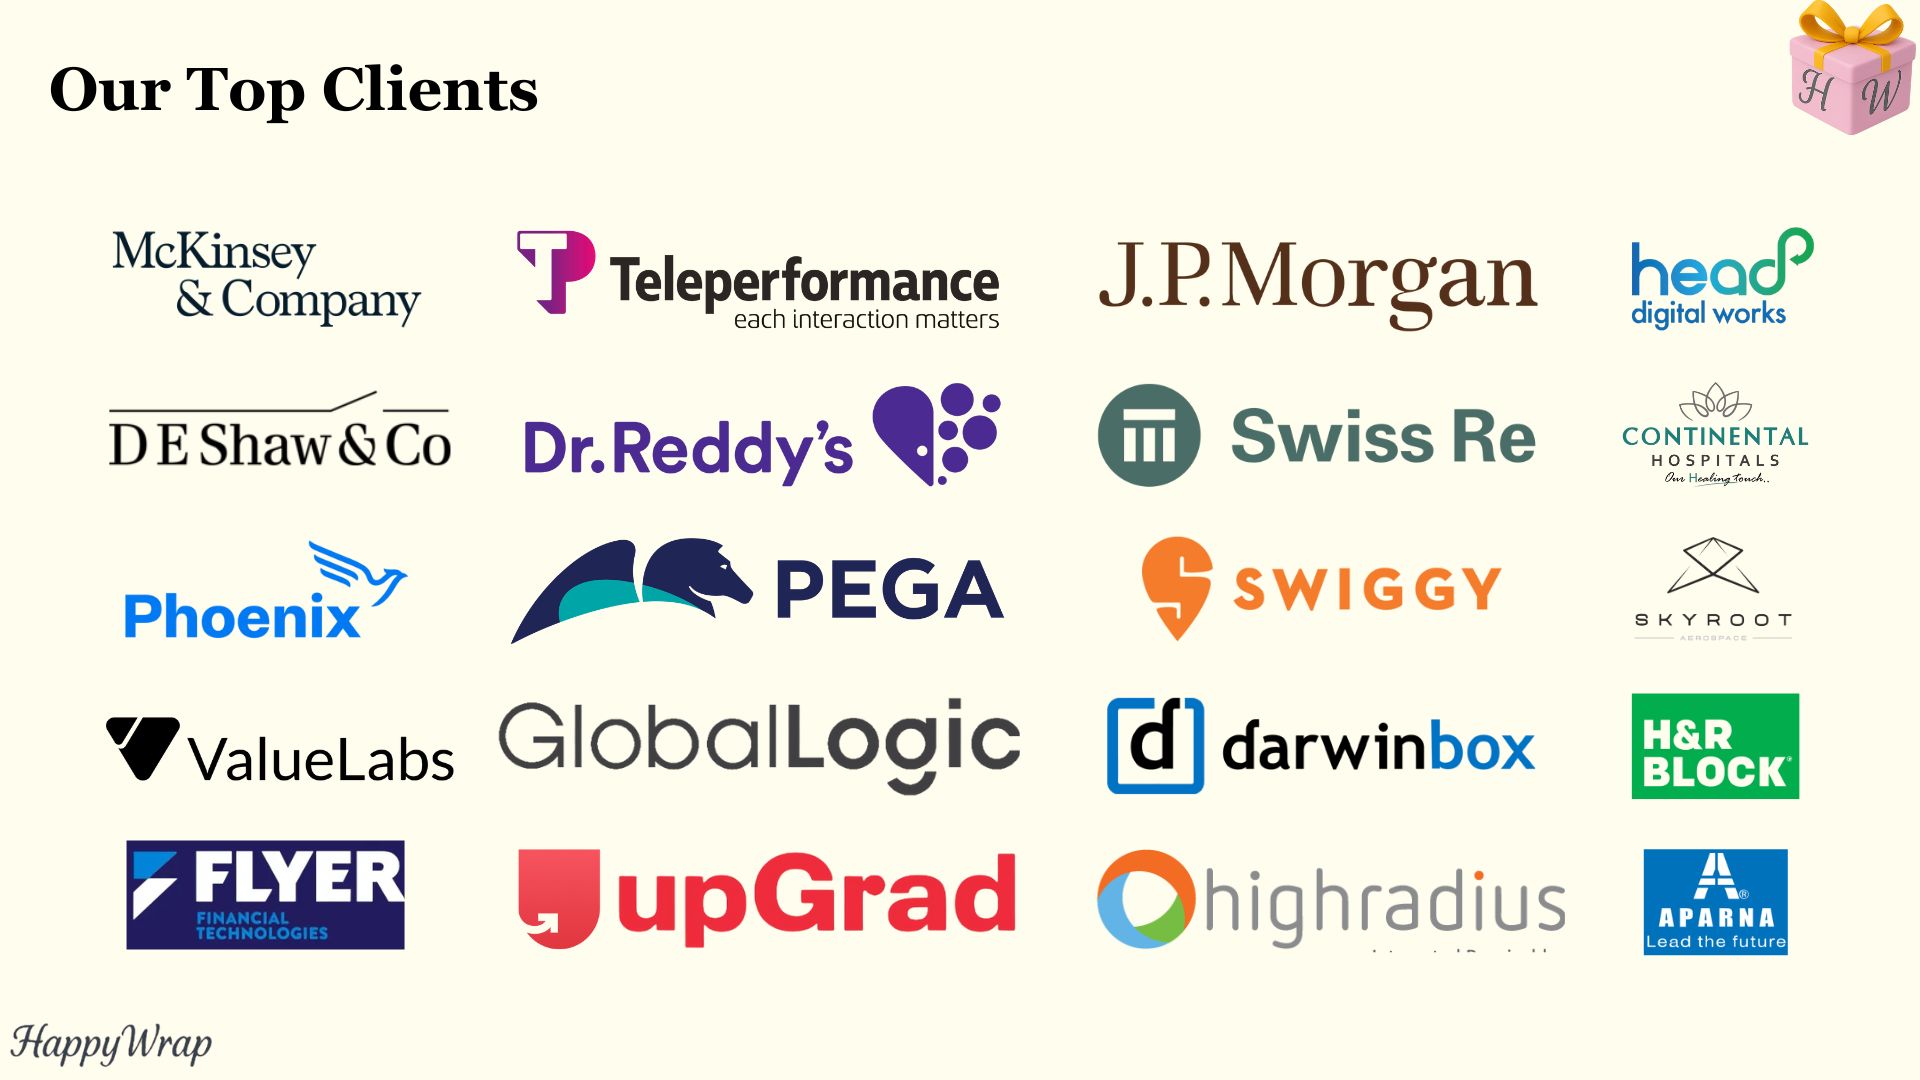 Our Top Clients
H W
McKinsey
& Company
Teleperformance
each interaction matters
J.P.Morgan
head
digital works
D E Shaw & Co
Dr.Reddy's
Swiss Re
CONTINENTAL
HOSPITALS
Our Healing Touch..
Phoenix
PEGA
SWIGGY
SKYROOT
AEROSPACE
ValueLabs
GlobalLogic
d darwinbox
H&R
BLOCK
FLYER
FINANCIAL
TECHNOLOGIES
upGrad
highradius
A®
APARNA
Lead the future
HappyWrap